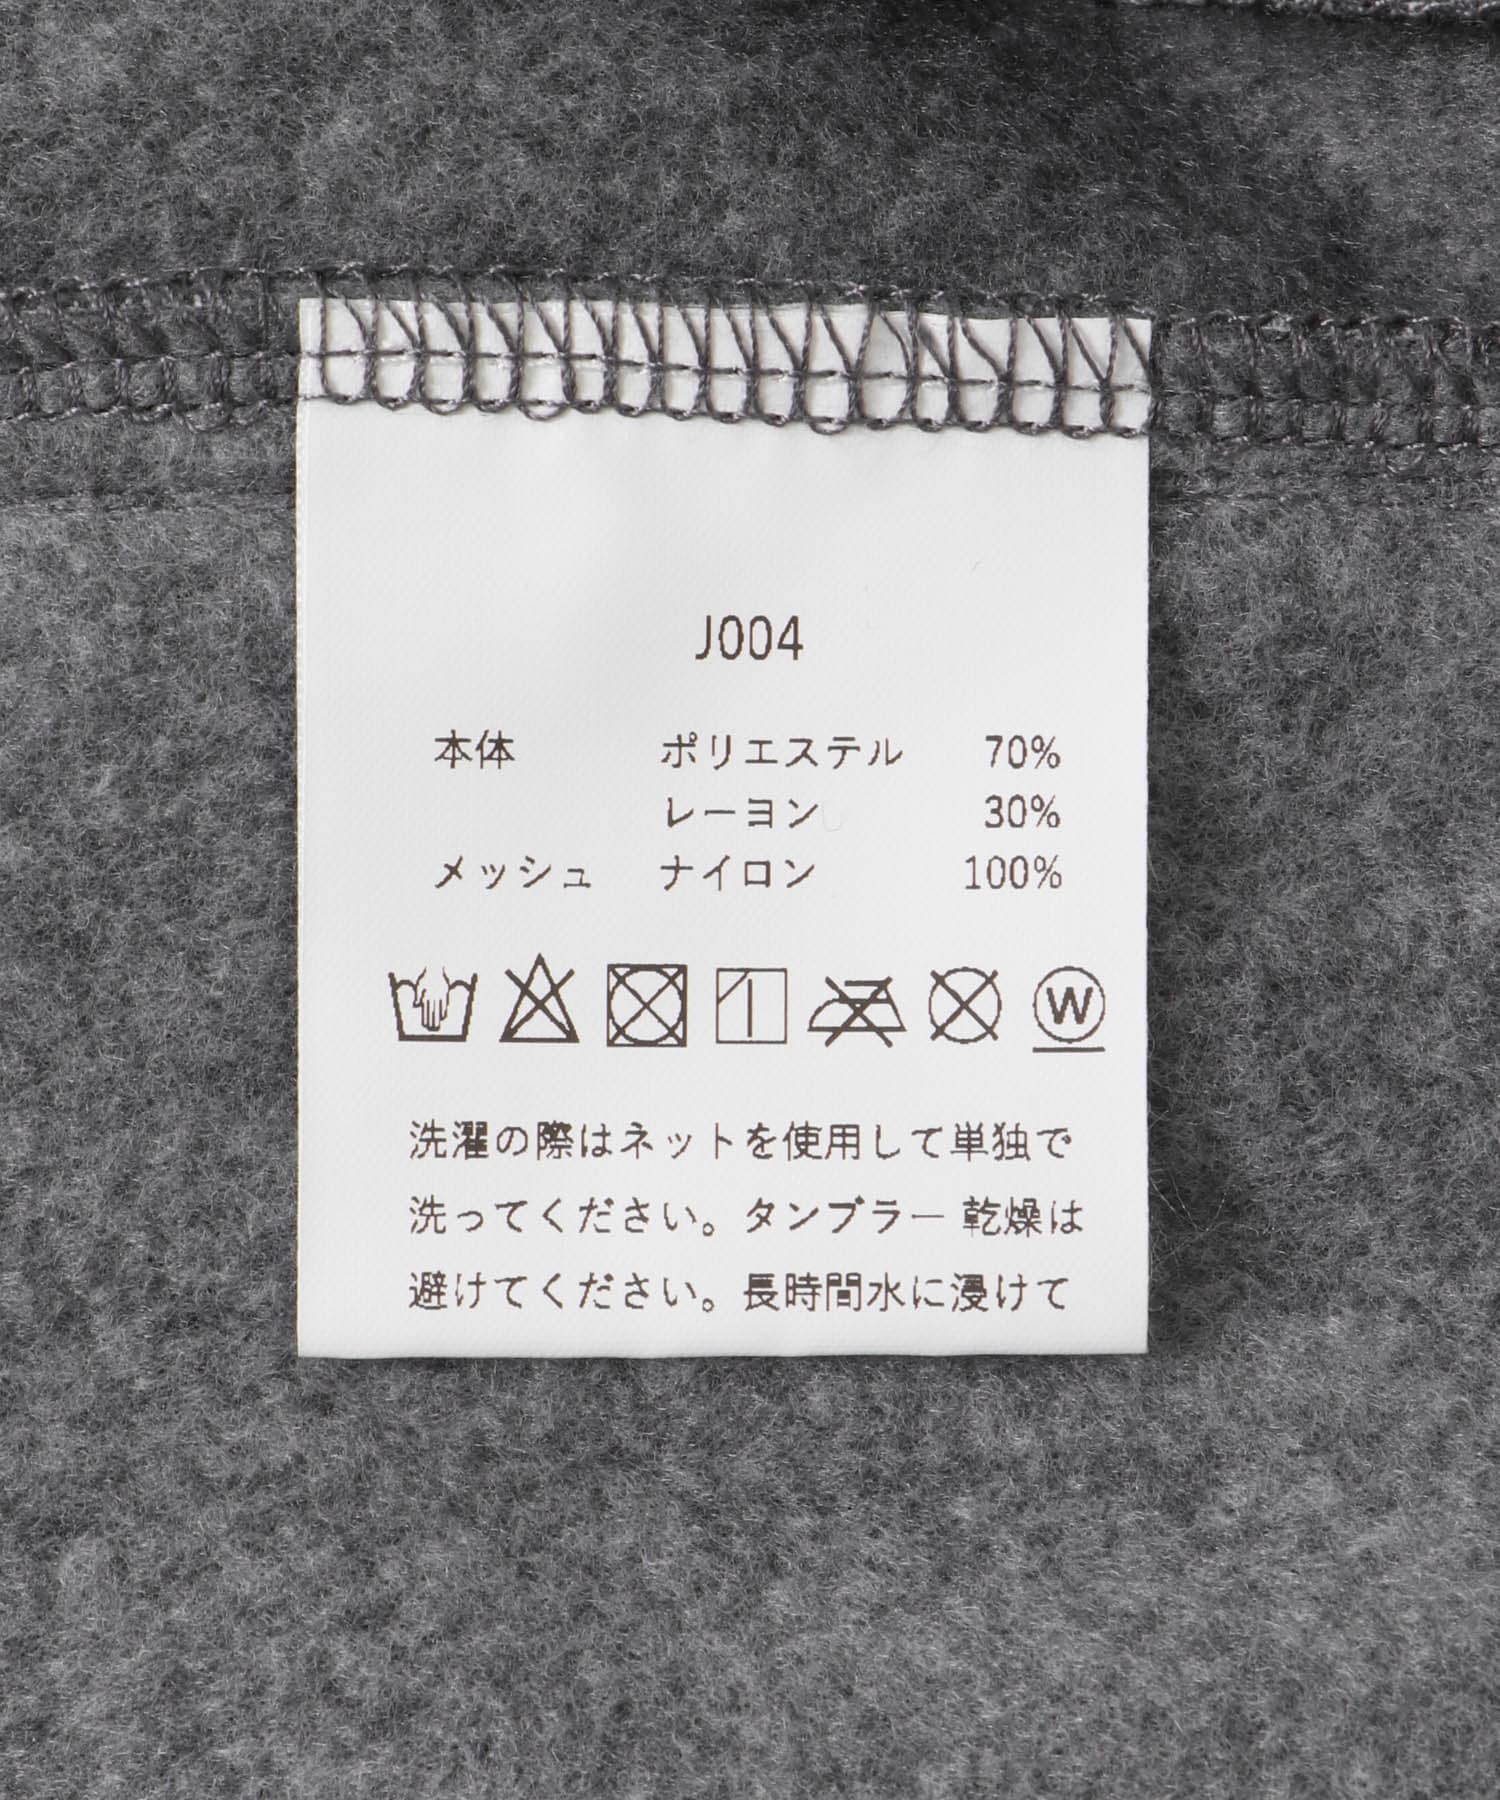 J004
本体 ポリエステル 70%
レーヨン 30%
メッシュ ナイロン 100%
W
洗濯の際はネットを使用して単独で
洗ってください。タンブラー 乾燥は
避けてください。長時間水に浸けて